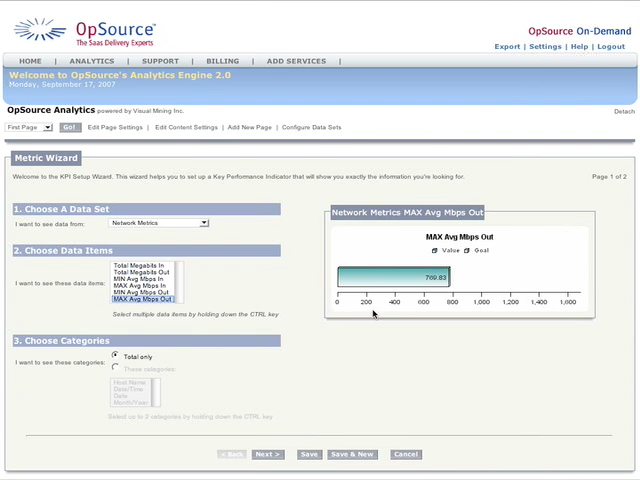 OpSource
The Saas Delivery Experts
OpSource On-Demand
Export | Settings | Help | Logout
HOME | ANALYTICS | SUPPORT | BILLING | ADD SERVICES |
Welcome to OpSource's Analytics Engine 2.0
Monday, September 17, 2007
OpSource Analytics powered by Visual Mining Inc.
Detach
First Page Go! Edit Page Settings | Edit Content Settings | Add New Page | Configure Data Sets
Metric Wizard
Welcome to the KPI Setup Wizard. This wizard helps you to set up a Key Performance Indicator that will show you exactly the information you're looking for.
Page 1 of 2
1. Choose A Data Set
I want to see data from: Network Metrics
2. Choose Data Items
I want to see these data items:
Total Megabits In
Total Megabits Out
MIN Avg Mbps In
MAX Avg Mbps In
MIN Avg Mbps Out
MAX Avg Mbps Out
Select multiple data items by holding down the CTRL key
3. Choose Categories
I want to see these categories:
Total only
These categories:
Host Name
Date/Time
Date
Month/Year
Select up to 2 categories by holding down the CTRL key
Network Metrics MAX Avg Mbps Out
MAX Avg Mbps Out
Value Goal
769.83
0 200 400 600 800 1,000 1,200 1,400 1,600
< Back Next > Save Save & New Cancel